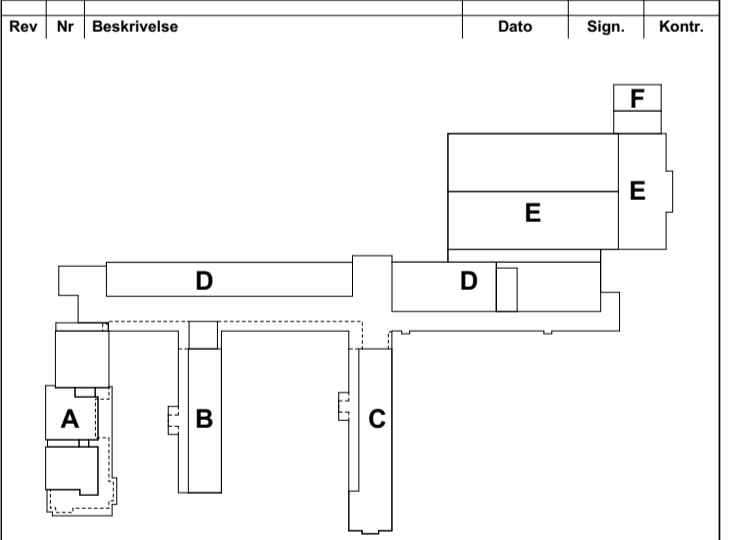 Rev Nr Beskrivelse Dato Sign. Kontr.
F
E
E
D D
A B C